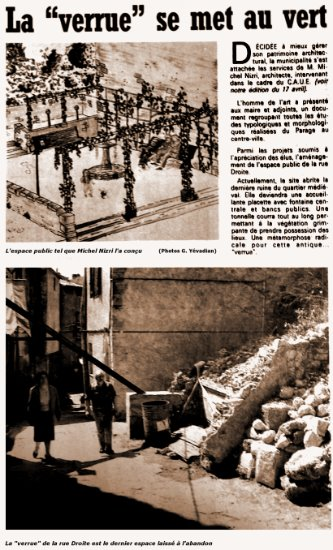 La “verrue” se met au vert
DÉCIDÉE à mieux gérer
son patrimoine architec-
tural, la municipalité s'est
attachée les services de M. Mi-
chel Nizri, architecte, intervenant
dans le cadre du C.A.U.E. (voir
notre édition du 17 avril).
L'homme de l'art a présenté
aux maire et adjoints, un docu-
ment regroupant toutes les étu-
des typologiques et morphologi-
ques réalisées du Parage au
centre-ville.
Parmi les projets soumis à
l'apréciation des élus, l'aménage-
ment de l'espace public de la rue
Droite.
Actuellement, le site abrite la
dernière ruine du quartier médié-
val. Elle deviendra une accueil-
lante placette avec fontaine cen-
trale et bancs publics. Une
tonnelle courra tout au long per-
mettant à la végétation grim-
pante de prendre possession des
lieux. Une métamorphose radi-
cale pour cette antique...
"verrue".
L'espace public tel que Michel Nizri l'a conçu (Photos G. Yévadian)
La "verrue" de la rue Droite est le dernier espace laissé à l'abandon